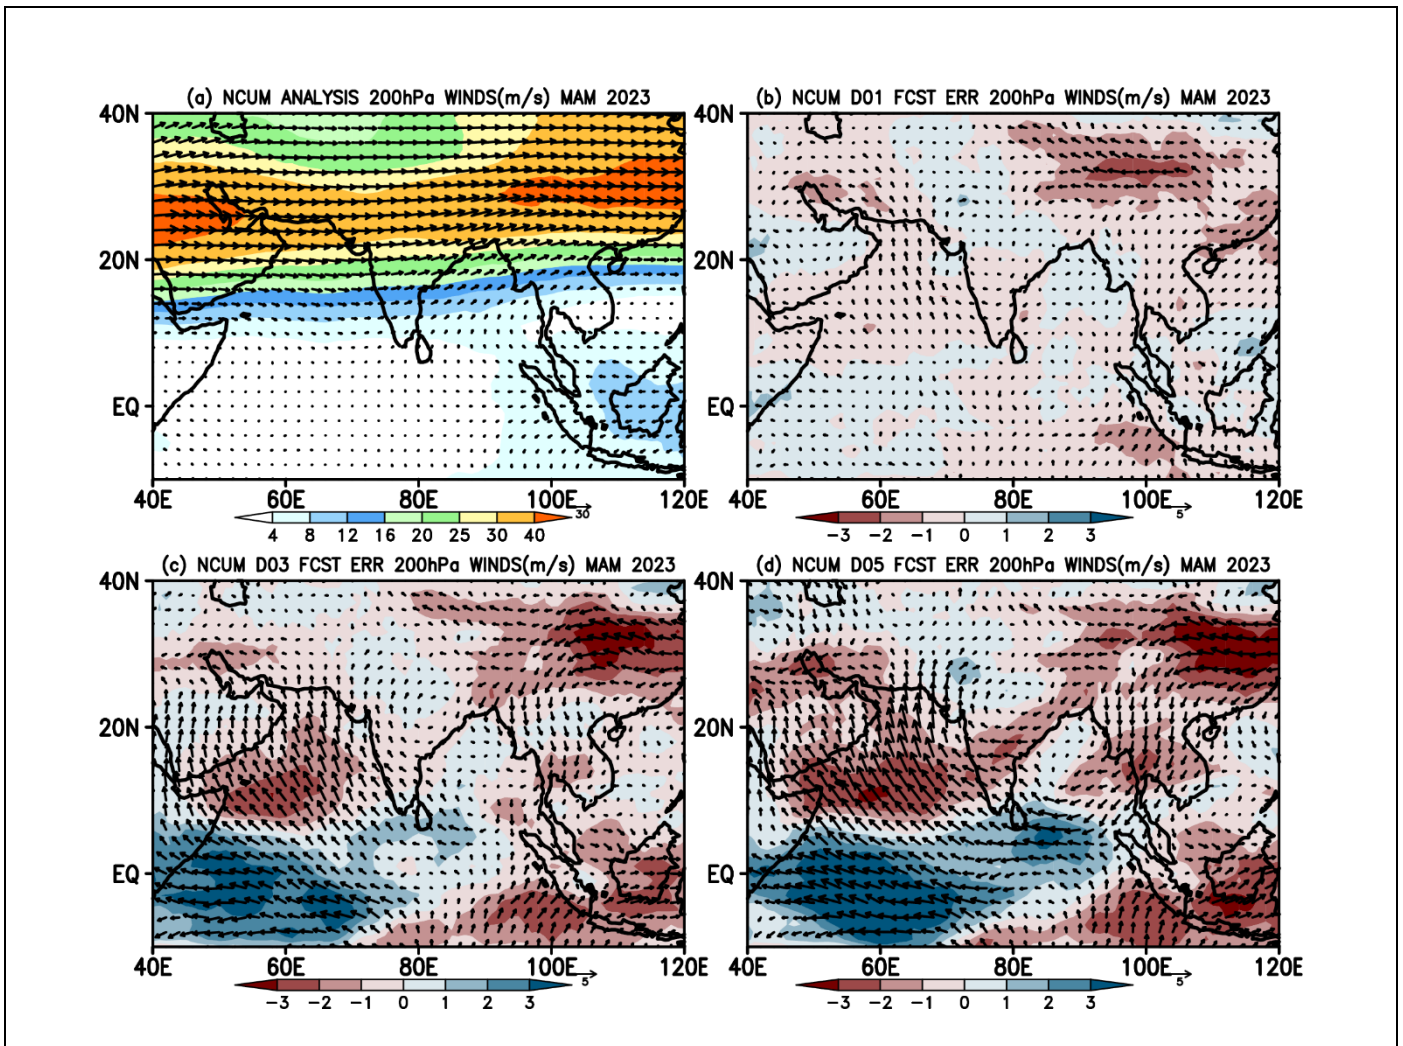 (a) NCUM ANALYSIS 200hPa WINDS(m/s) MAM 2023
40N
20N
EQ
40E 60E 80E 100E 120E
30
4 8 12 16 20 25 30 40
(b) NCUM D01 FCST ERR 200hPa WINDS(m/s) MAM 2023
40N
20N
EQ
40E 60E 80E 100E 120E
5
−3 −2 −1 0 1 2 3
(c) NCUM D03 FCST ERR 200hPa WINDS(m/s) MAM 2023
40N
20N
EQ
40E 60E 80E 100E 120E
5
−3 −2 −1 0 1 2 3
(d) NCUM D05 FCST ERR 200hPa WINDS(m/s) MAM 2023
40N
20N
EQ
40E 60E 80E 100E 120E
5
−3 −2 −1 0 1 2 3